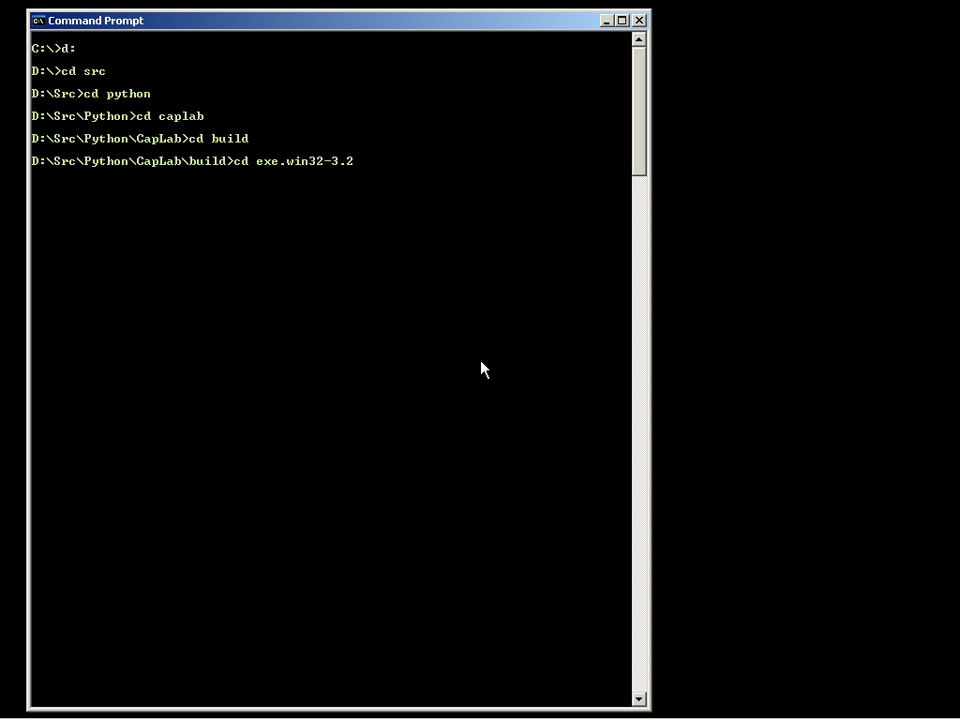 Command Prompt
C:\>d:
D:\>cd src
D:\Src>cd python
D:\Src\Python>cd caplab
D:\Src\Python\CapLab>cd build
D:\Src\Python\CapLab\build>cd exe.win32-3.2